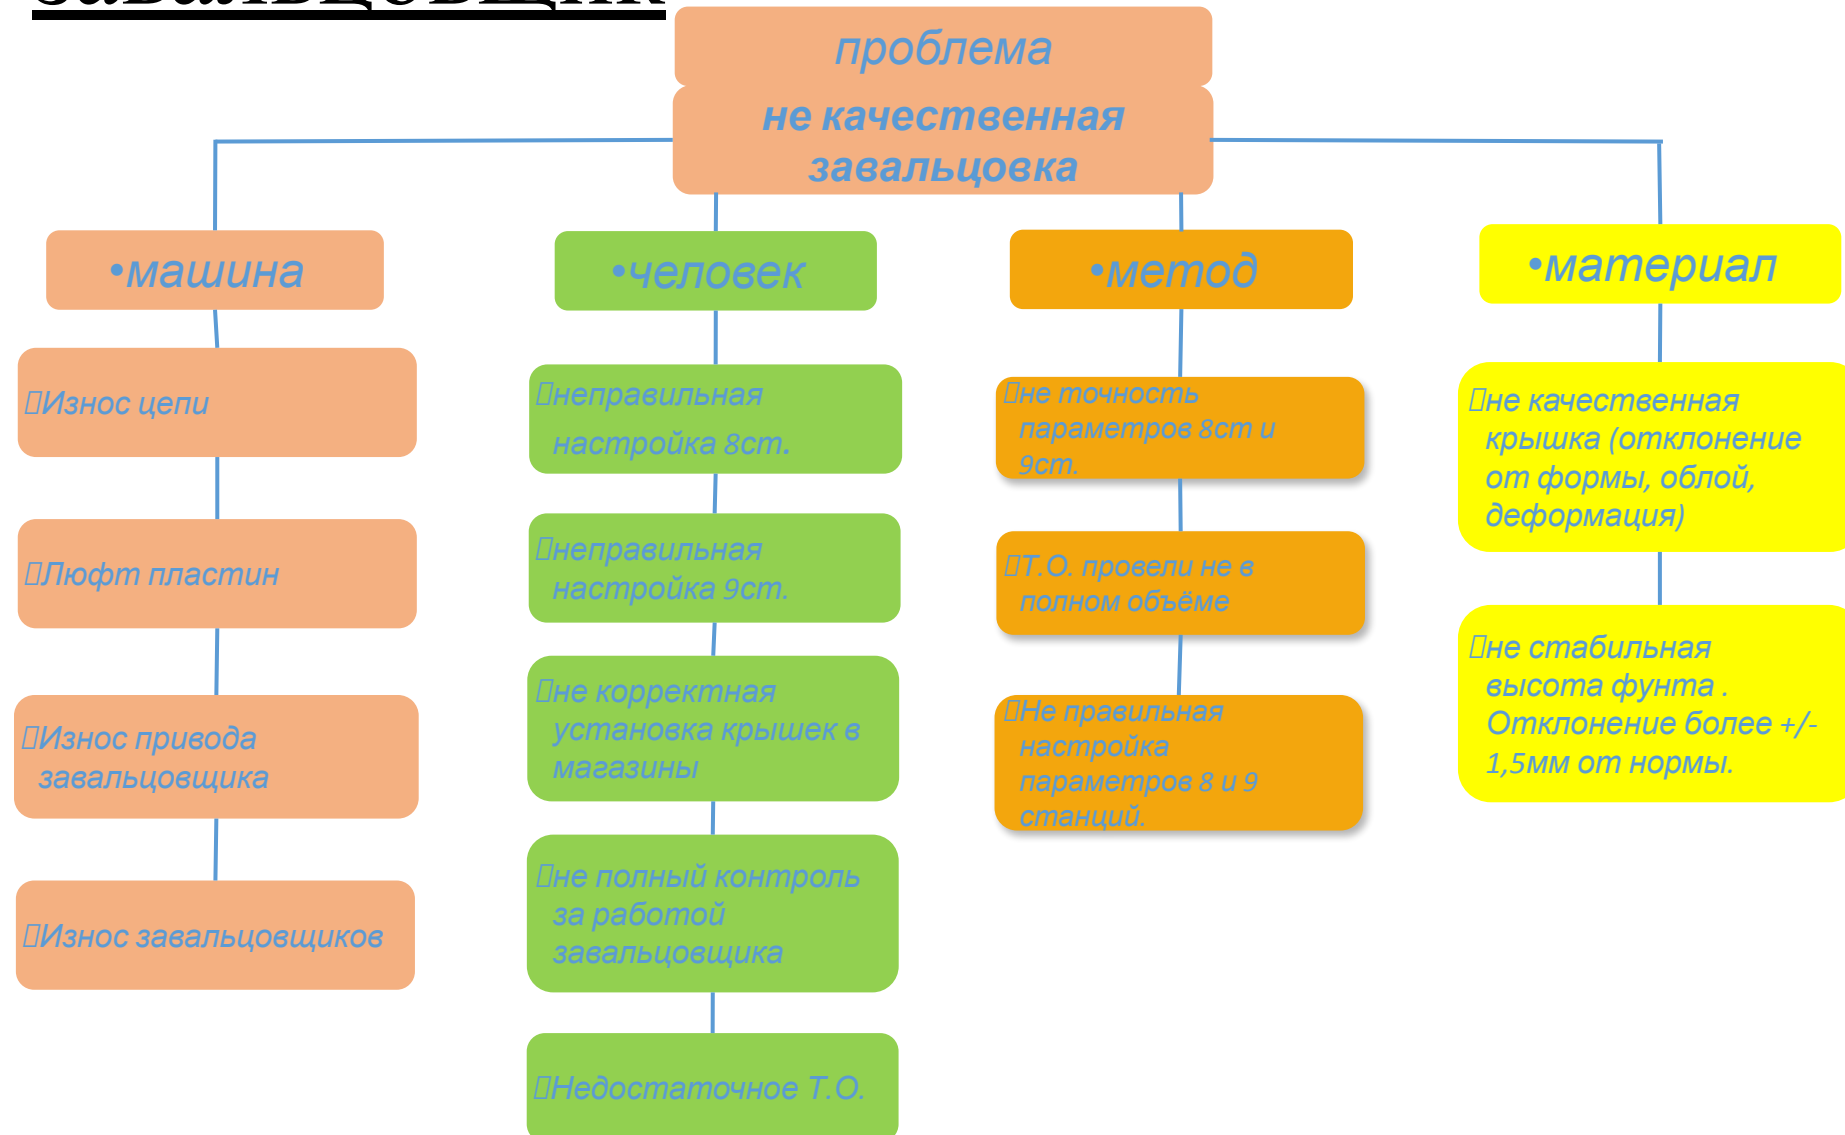 завальцовщик
проблема
не качественная
завальцовка
•машина
Износ цепи
Люфт пластин
Износ привода
завальцовщика
Износ завальцовщиков
•человек
неправильная
настройка 8ст.
неправильная
настройка 9ст.
не корректная
установка крышек в
магазины
не полный контроль
за работой
завальцовщика
Недостаточное Т.О.
•метод
не точность
параметров 8ст и
9ст.
Т.О. провели не в
полном объёме
Не правильная
настройка
параметров 8 и 9
станций.
•материал
не качественная
крышка (отклонение
от формы, облой,
деформация)
не стабильная
высота фунта .
Отклонение более +/-
1,5мм от нормы.